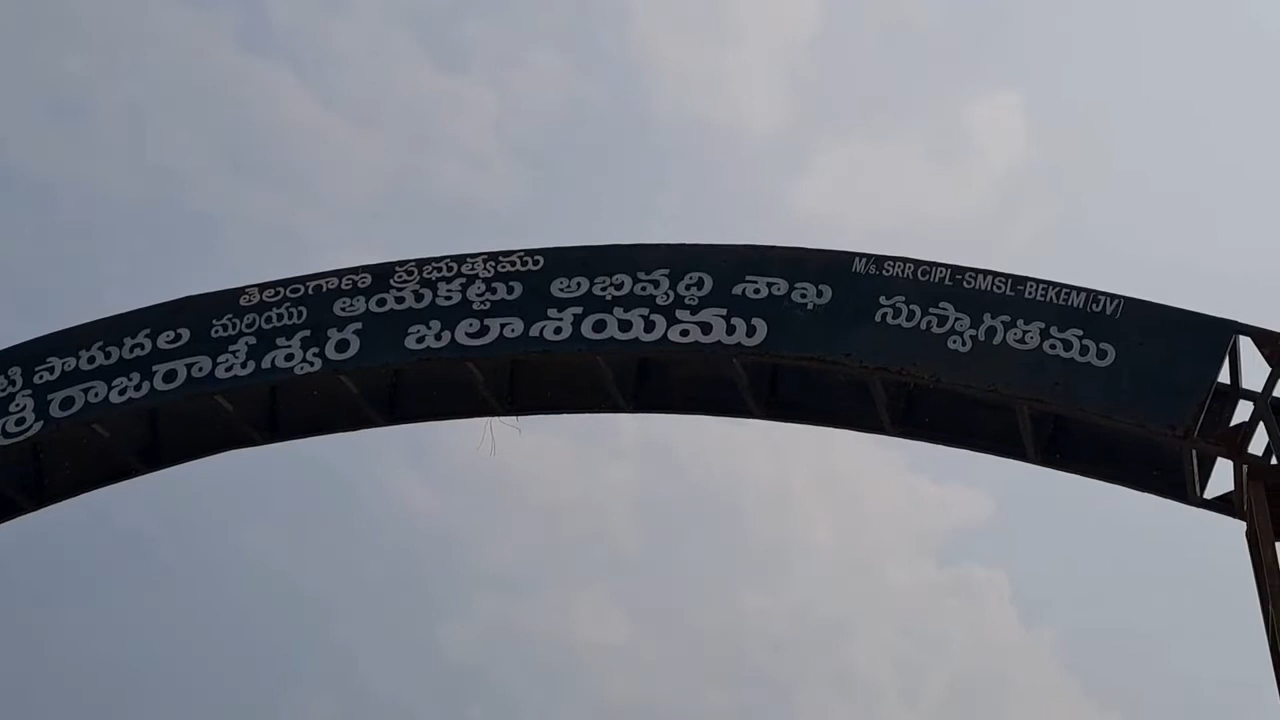 తెలంగాణ ప్రభుత్వము
పారుదల మరియు ఆయకట్టు అభివృద్ధి శాఖ
శ్రీ రాజరాజేశ్వర జలాశయము
M/s. SRR CIPL-SMSL-BEKEM (JV)
సుస్వాగతము